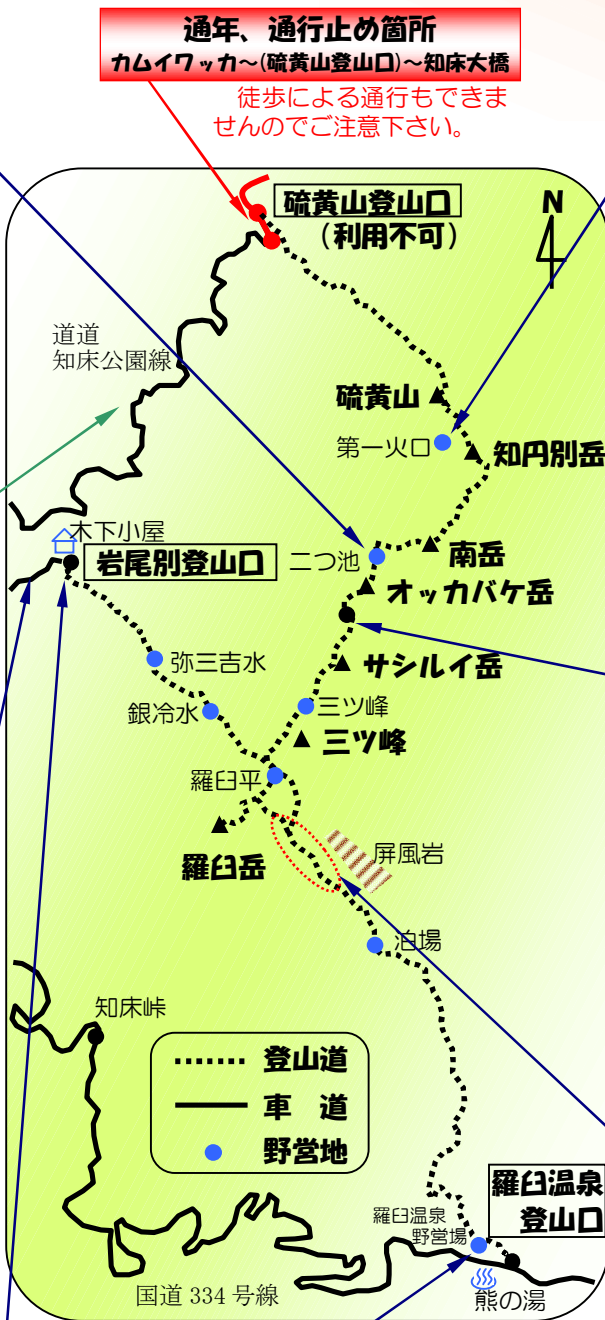 通年、通行止め箇所
カムイワッカ~(硫黄山登山口)~知床大橋
徒歩による通行もできま
せんのでご注意下さい。
硫黄山登山口
（利用不可）
N
道道
知床公園線
硫黄山
第一火口
知円別岳
木下小屋
岩尾別登山口
二つ池
南岳
オッカバケ岳
弥三吉水
サシルイ岳
銀冷水
三ツ峰
三ツ峰
羅臼平
羅臼岳
屏風岩
泊場
知床峠
登山道
車 道
野営地
羅臼温泉
登山口
羅臼温泉
野営場
国道 334 号線
熊の湯